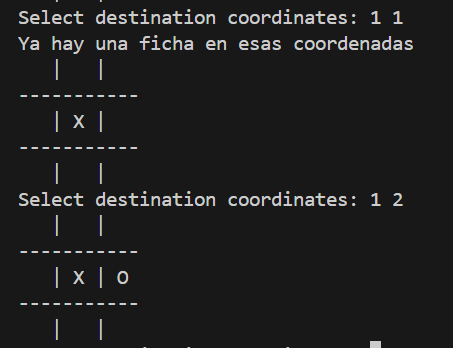 Select destination coordinates: 1 1
Ya hay una ficha en esas coordenadas
   |   |
-----------
   | X |
-----------
   |   |
Select destination coordinates: 1 2
   |   |
-----------
   | X | O
-----------
   |   |